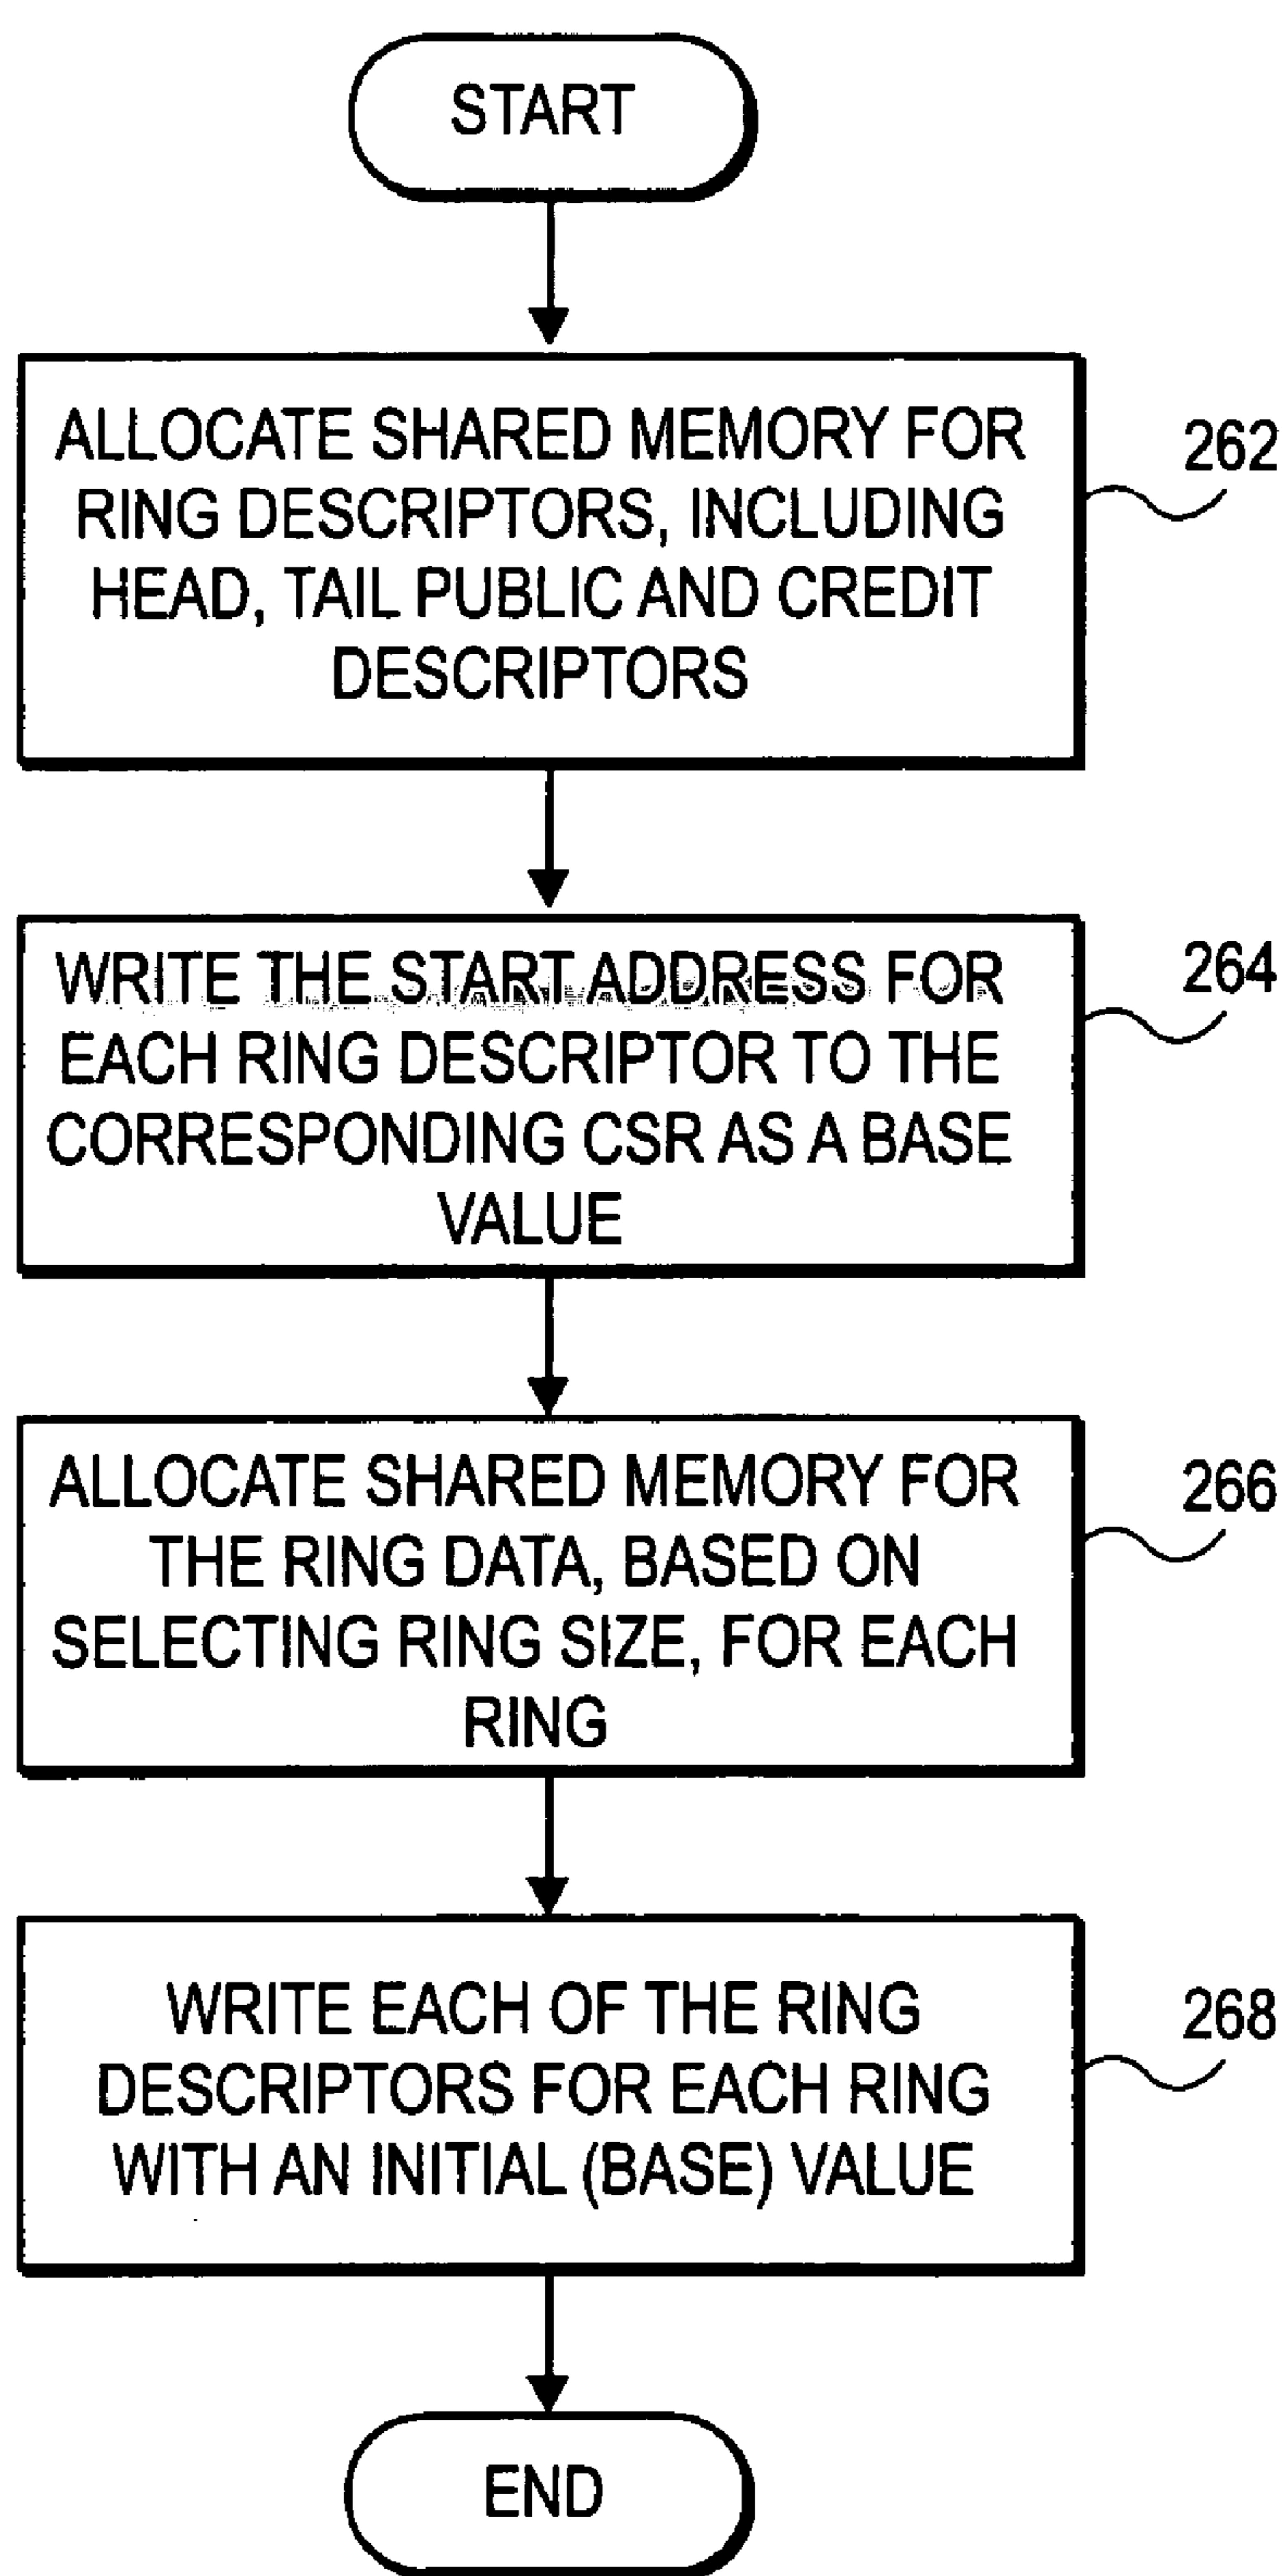 START
ALLOCATE SHARED MEMORY FOR
RING DESCRIPTORS, INCLUDING
HEAD, TAIL PUBLIC AND CREDIT
DESCRIPTORS
262
WRITE THE START ADDRESS FOR
EACH RING DESCRIPTOR TO THE
CORRESPONDING CSR AS A BASE
VALUE
264
ALLOCATE SHARED MEMORY FOR
THE RING DATA, BASED ON
SELECTING RING SIZE, FOR EACH
RING
266
WRITE EACH OF THE RING
DESCRIPTORS FOR EACH RING
WITH AN INITIAL (BASE) VALUE
268
END